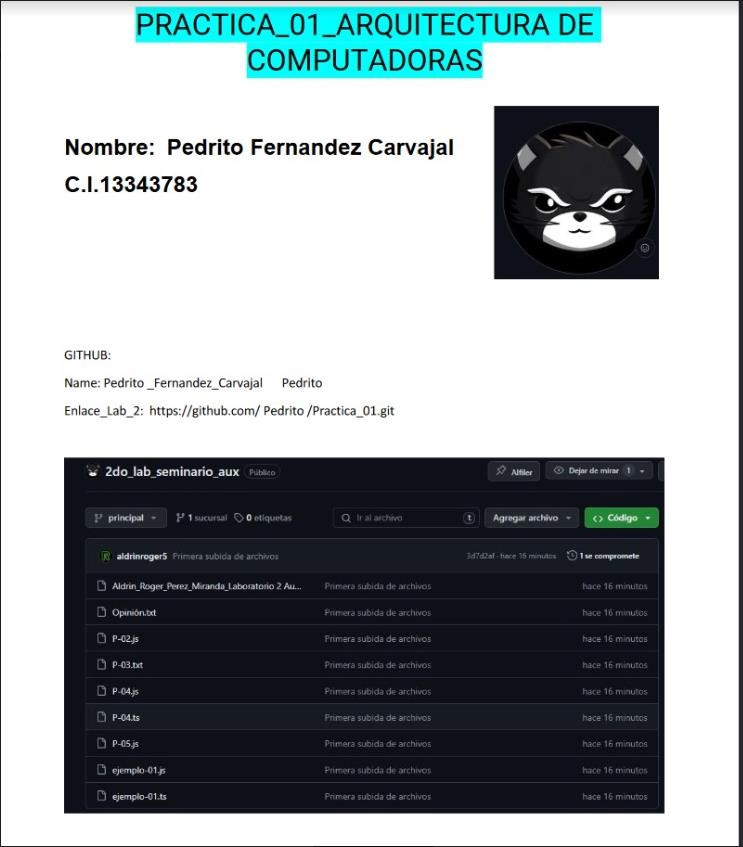 PRACTICA_01_ARQUITECTURA DE
COMPUTADORAS
Nombre:  Pedrito Fernandez Carvajal
C.I.13343783
GITHUB:
Name: Pedrito _Fernandez_Carvajal Pedrito
Enlace_Lab_2: https://github.com/ Pedrito /Practica_01.git
2do_lab_seminario_aux Público Alfiler Dejar de mirar 1
principal 1 sucursal 0 etiquetas Ir al archivo t Agregar archivo Código
aldrinroger5 Primera subida de archivos 3d7d2af · hace 16 minutos 1 se compromete
Aldrin_Roger_Perez_Miranda_Laboratorio 2 Au... Primera subida de archivos hace 16 minutos
Opinión.txt Primera subida de archivos hace 16 minutos
P-02.js Primera subida de archivos hace 16 minutos
P-03.txt Primera subida de archivos hace 16 minutos
P-04.js Primera subida de archivos hace 16 minutos
P-04.ts Primera subida de archivos hace 16 minutos
P-05.js Primera subida de archivos hace 16 minutos
ejemplo-01.js Primera subida de archivos hace 16 minutos
ejemplo-01.ts Primera subida de archivos hace 16 minutos